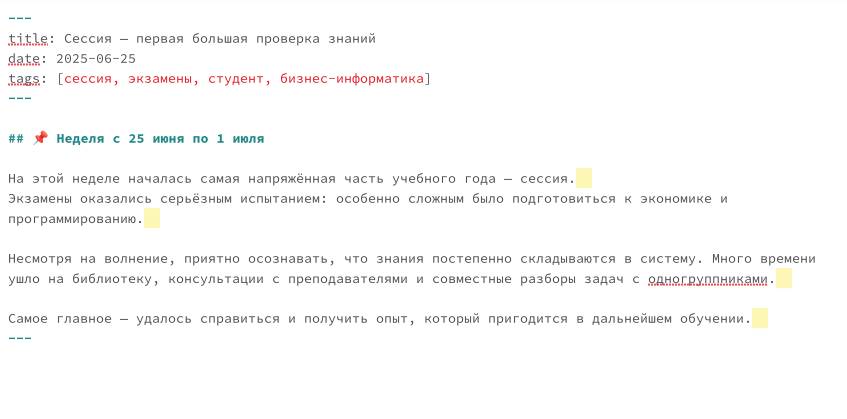 ---
title: Сессия — первая большая проверка знаний
date: 2025-06-25
tags: [сессия, экзамены, студент, бизнес-информатика]
---
## 📌 Неделя с 25 июня по 1 июля
На этой неделе началась самая напряжённая часть учебного года — сессия.
Экзамены оказались серьёзным испытанием: особенно сложным было подготовиться к экономике и
программированию.
Несмотря на волнение, приятно осознавать, что знания постепенно складываются в систему. Много времени
ушло на библиотеку, консультации с преподавателями и совместные разборы задач с одногруппниками.
Самое главное — удалось справиться и получить опыт, который пригодится в дальнейшем обучении.
---